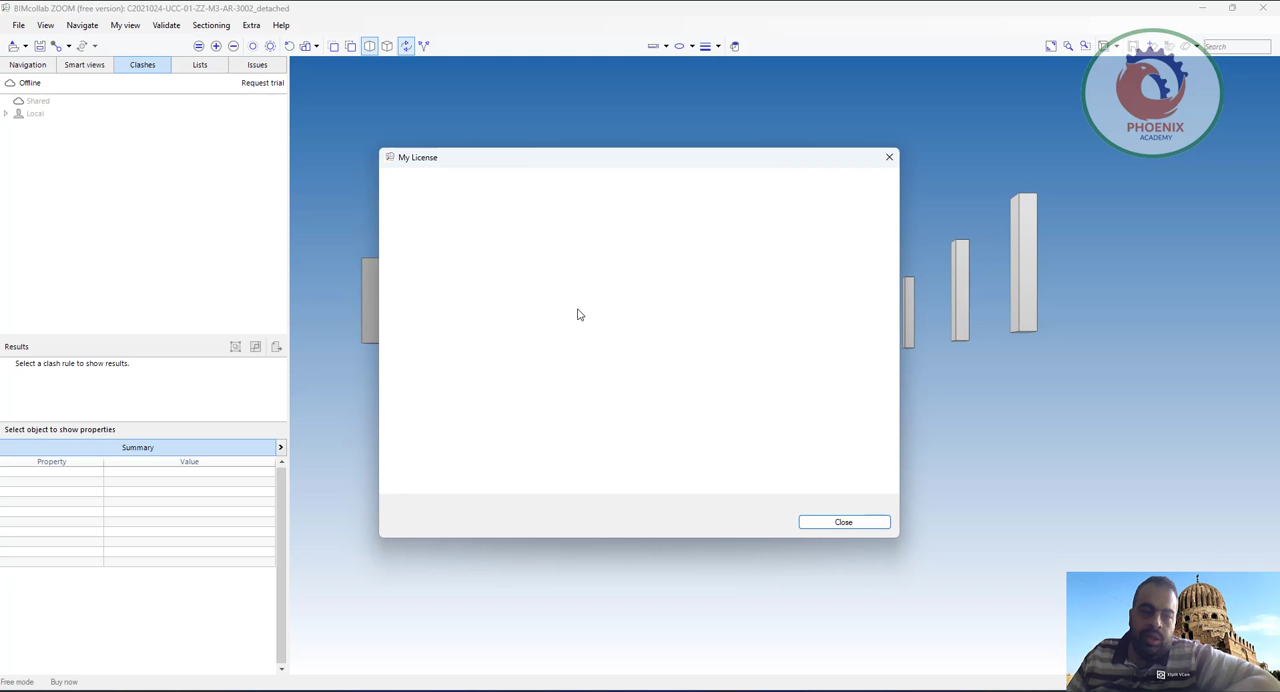 BIMcollab ZOOM (free version): C2021024-UCC-01-ZZ-M3-AR-3002_detached
File View Navigate My view Validate Sectioning Extra Help
Search
Navigation Smart views Clashes Lists Issues
Offline Request trial
Shared
Local
PHOENIX
ACADEMY
My License
Results
Select a clash rule to show results.
Select object to show properties
Summary
Property Value
Close
XSplit VCam
Free mode Buy now